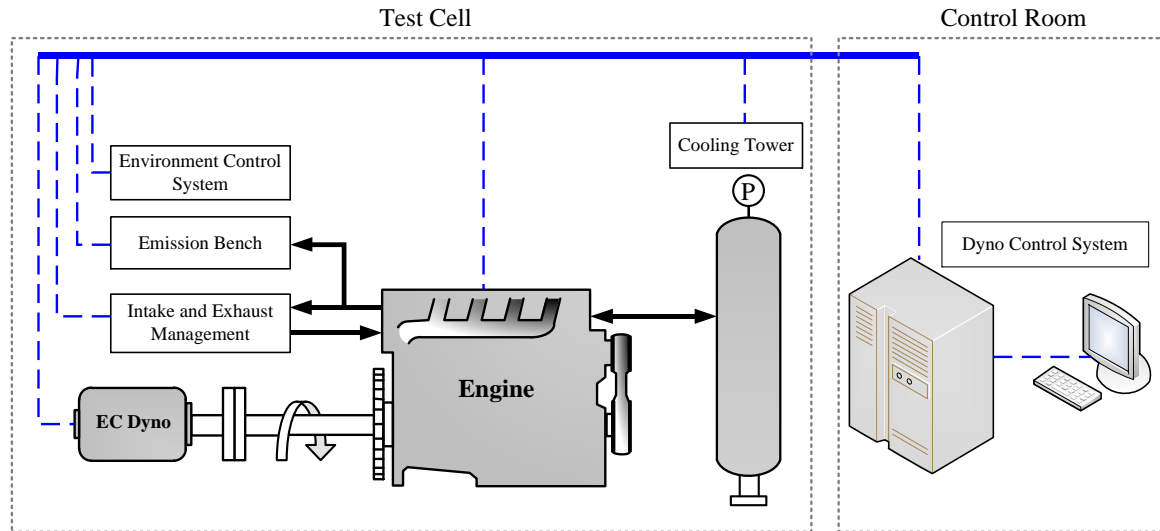 Test Cell
Control Room
Environment Control
System
Cooling Tower
P
Emission Bench
Dyno Control System
Intake and Exhaust
Management
Engine
EC Dyno